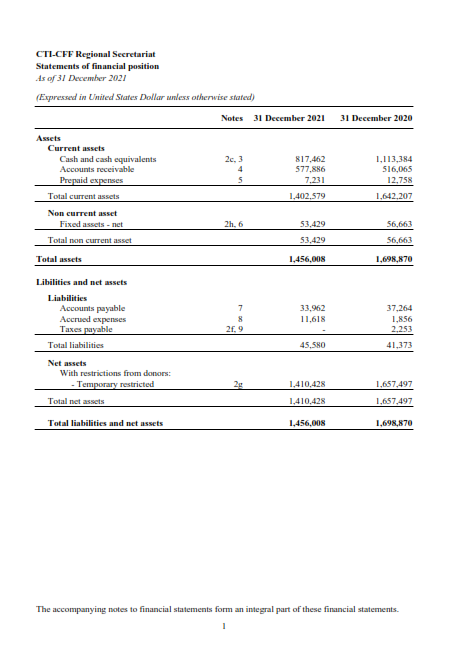 CTI-CFF Regional Secretariat
Statements of financial position
As of 31 December 2021
(Expressed in United States Dollar unless otherwise stated)
Notes 31 December 2021 31 December 2020
Assets
Current assets
Cash and cash equivalents 2c, 3 817,462 1,113,384
Accounts receivable 4 577,886 516,065
Prepaid expenses 5 7,231 12,758
Total current assets 1,402,579 1,642,207
Non current asset
Fixed assets - net 2h, 6 53,429 56,663
Total non current asset 53,429 56,663
Total assets 1,456,008 1,698,870
Libilities and net assets
Liabilities
Accounts payable 7 33,962 37,264
Accrued expenses 8 11,618 1,856
Taxes payable 2f, 9 - 2,253
Total liabilities 45,580 41,373
Net assets
With restrictions from donors:
- Temporary restricted 2g 1,410,428 1,657,497
Total net assets 1,410,428 1,657,497
Total liabilities and net assets 1,456,008 1,698,870
The accompanying notes to financial statements form an integral part of these financial statements.
1